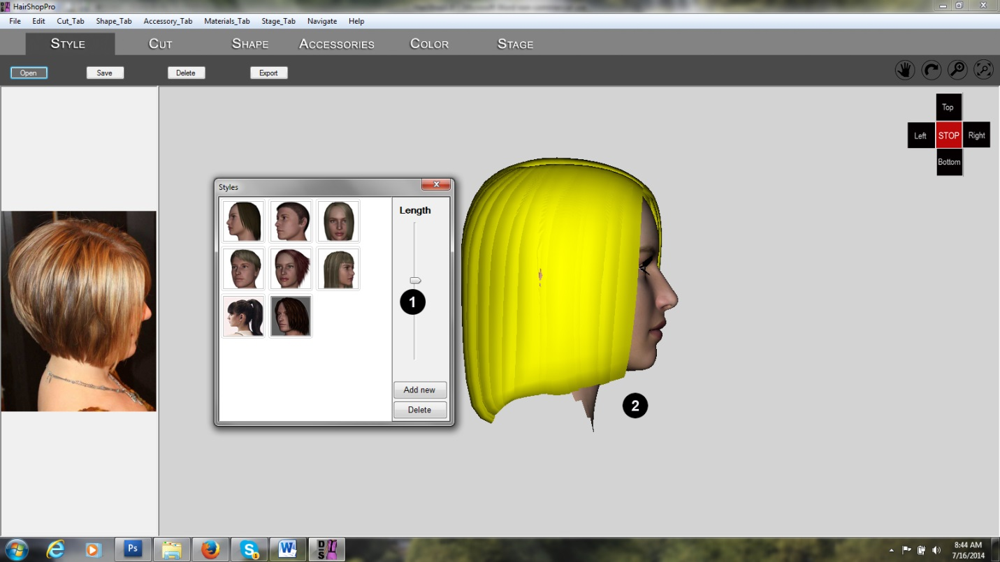 HairShopPro
File Edit Cut_Tab Shape_Tab Accessory_Tab Materials_Tab Stage_Tab Navigate Help
STYLE CUT SHAPE ACCESSORIES COLOR STAGE
Open Save Delete Export
Top
Left STOP Right
Bottom
Styles
Length
1
Add new
Delete
2
Ps
S 1
W
D S
8:44 AM
7/16/2014